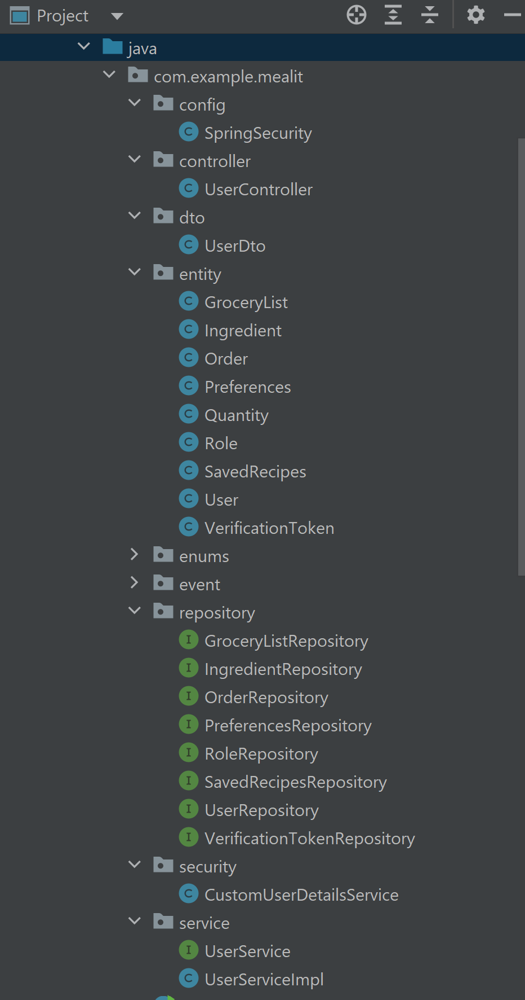 Project
java
com.example.mealit
config
SpringSecurity
controller
UserController
dto
UserDto
entity
GroceryList
Ingredient
Order
Preferences
Quantity
Role
SavedRecipes
User
VerificationToken
enums
event
repository
GroceryListRepository
IngredientRepository
OrderRepository
PreferencesRepository
RoleRepository
SavedRecipesRepository
UserRepository
VerificationTokenRepository
security
CustomUserDetailsService
service
UserService
UserServiceImpl